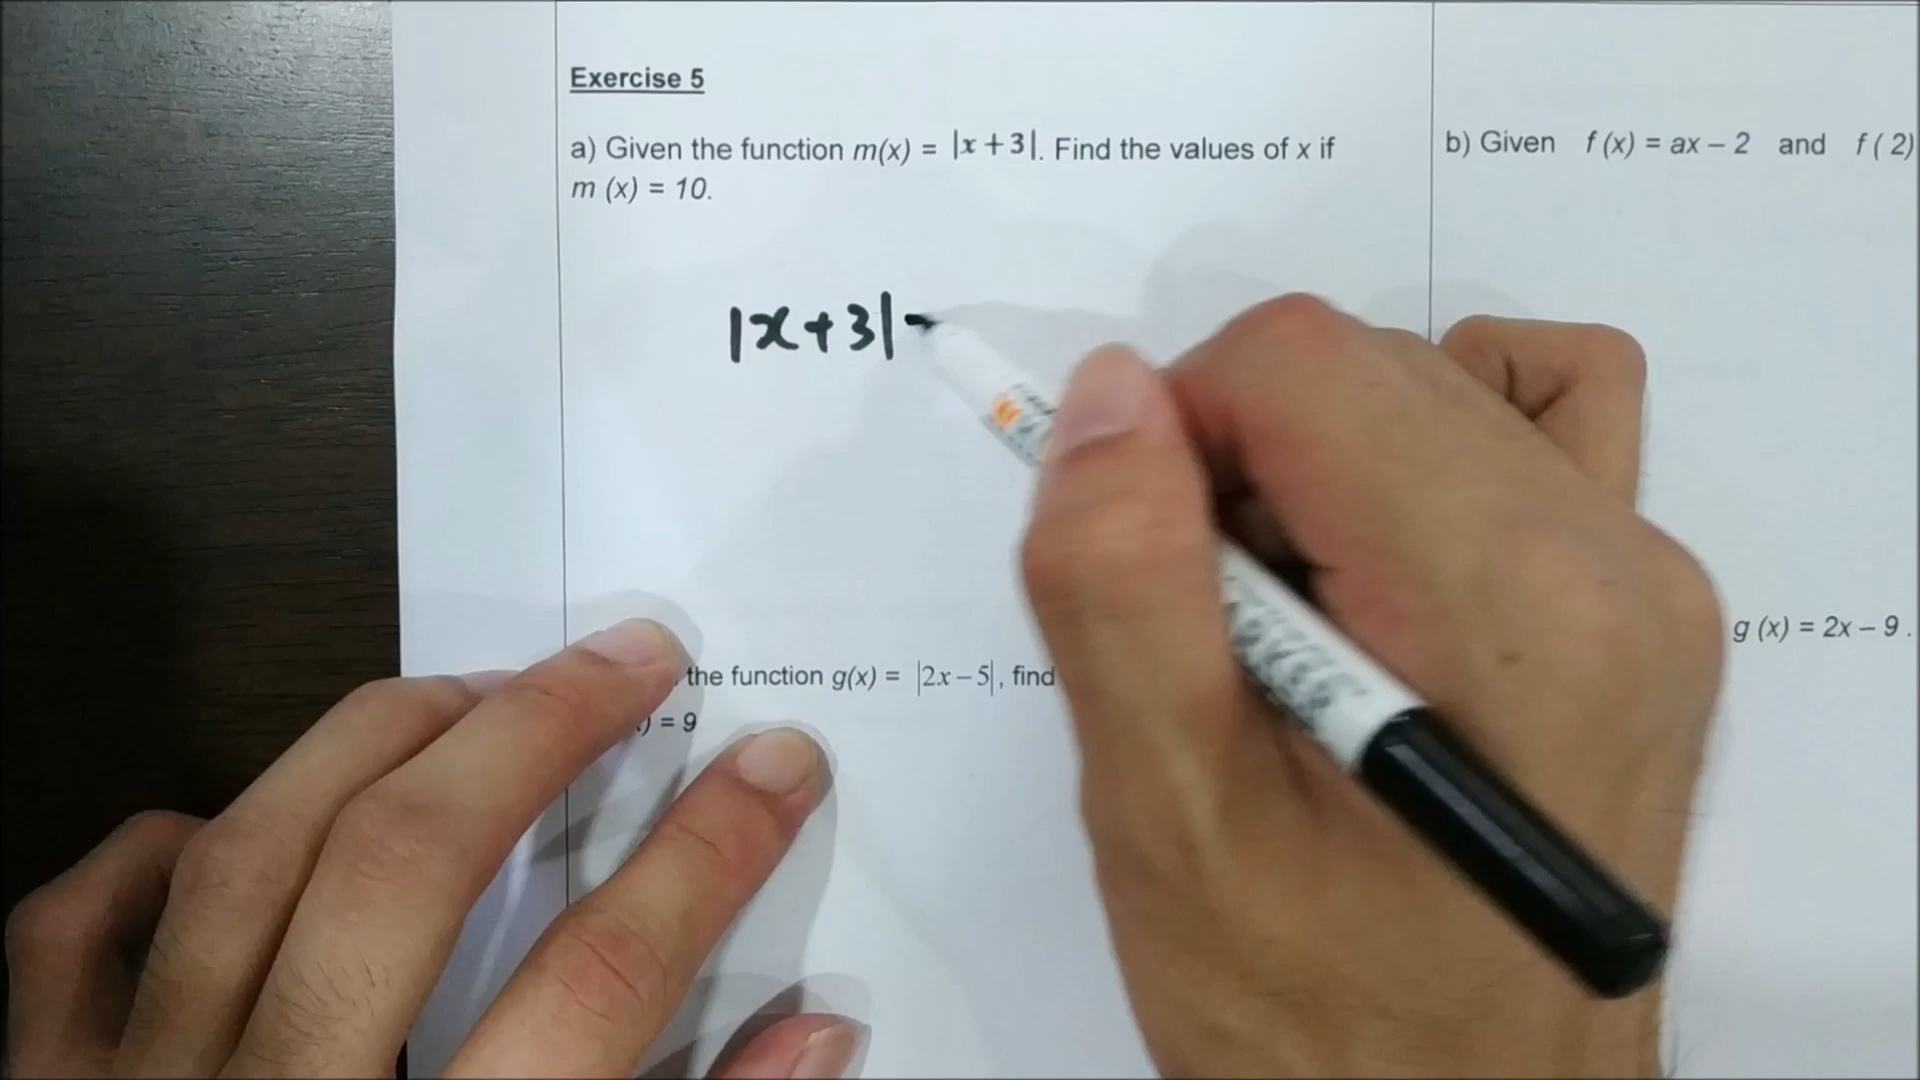 Exercise 5
a) Given the function m(x) = |x + 3|. Find the values of x if
m (x) = 10.
|x+3|
the function g(x) = |2x – 5|, find
) = 9
b) Given f (x) = ax – 2 and f ( 2)
g (x) = 2x – 9 .